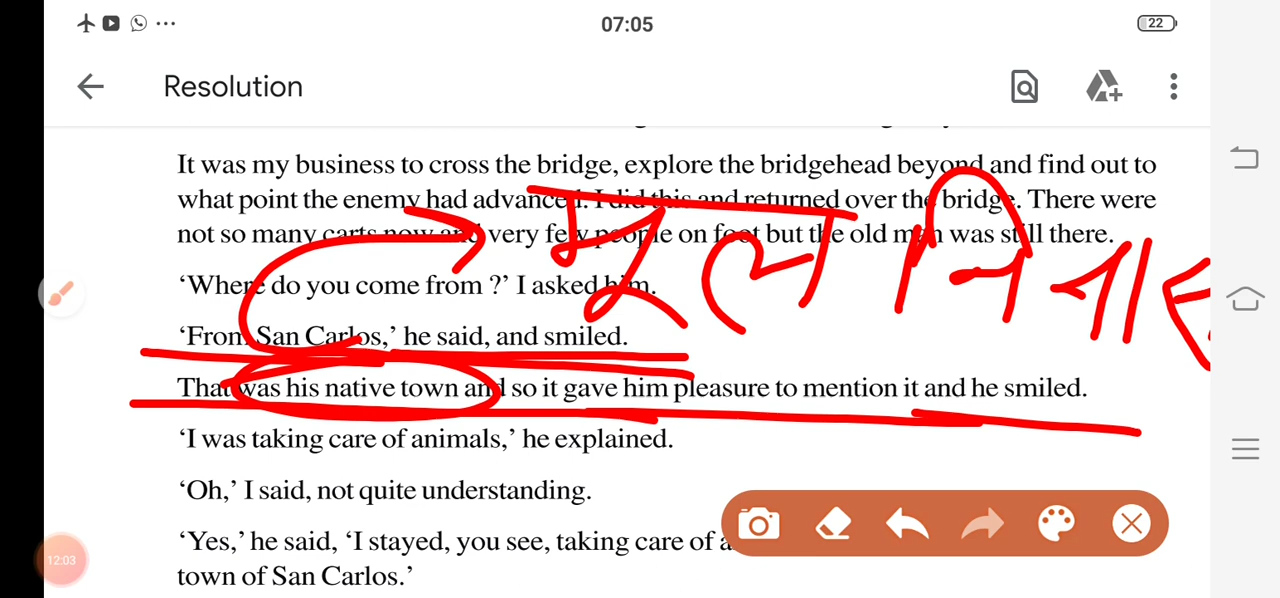 07:05
22
Resolution
It was my business to cross the bridge, explore the bridgehead beyond and find out to
what point the enemy had advanced. I did this and returned over the bridge. There were
not so many carts now and very few people on foot but the old man was still there.
‘Where do you come from ?’ I asked him.
‘From San Carlos,’ he said, and smiled.
That was his native town and so it gave him pleasure to mention it and he smiled.
‘I was taking care of animals,’ he explained.
‘Oh,’ I said, not quite understanding.
‘Yes,’ he said, ‘I stayed, you see, taking care of
town of San Carlos.’
12:03